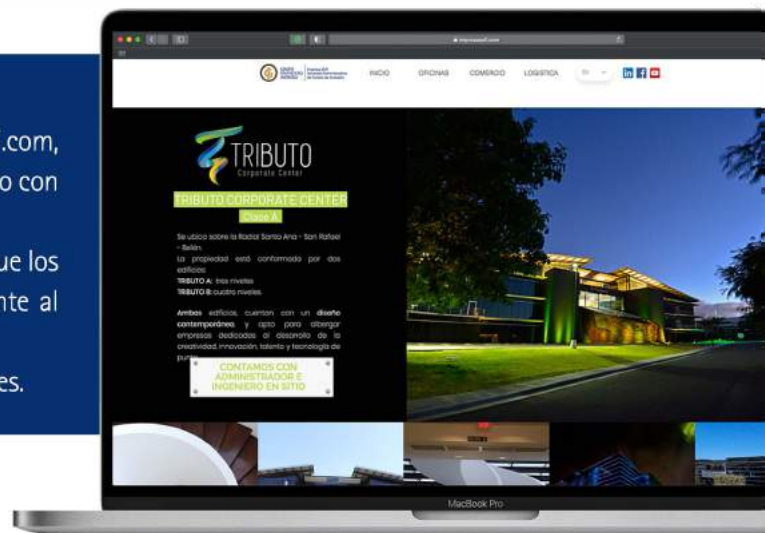 .com,
o con
ue los
nte al
es.
INICIO
OFICINAS
COMERCIO
LOGISTICA
TRIBUTO
Corporate Center
TRIBUTO CORPORATE CENTER
Clase A
Se ubica sobre la Radial Santa Ana - San Rafael
- Belén.
La propiedad está conformada por dos
edificios:
TRIBUTO A: tres niveles
TRIBUTO B: cuatro niveles.
Ambos edificios, cuentan con un diseño
contemporáneo y apto para albergar
empresas dedicadas al desarrollo de la
creatividad, innovación, talento y tecnología de
punta.
CONTAMOS CON
ADMINISTRADOR E
INGENIERO EN SITIO
MacBook Pro